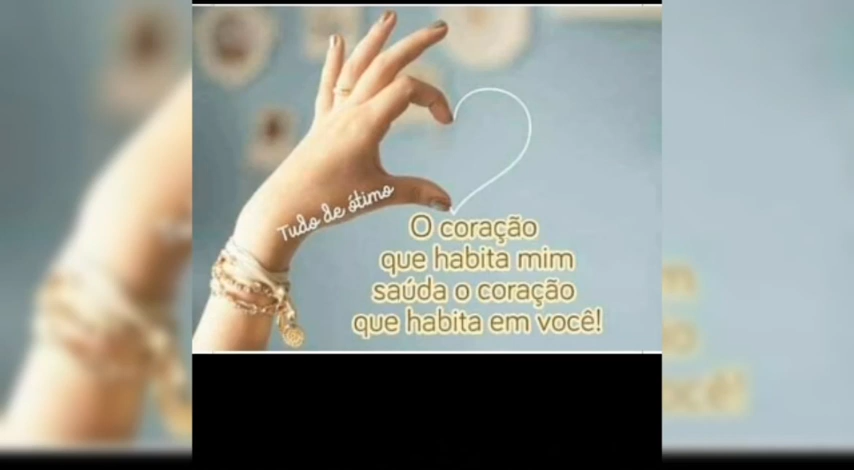 Tudo de ótimo
O coração
que habita mim
saúda o coração
que habita em você!